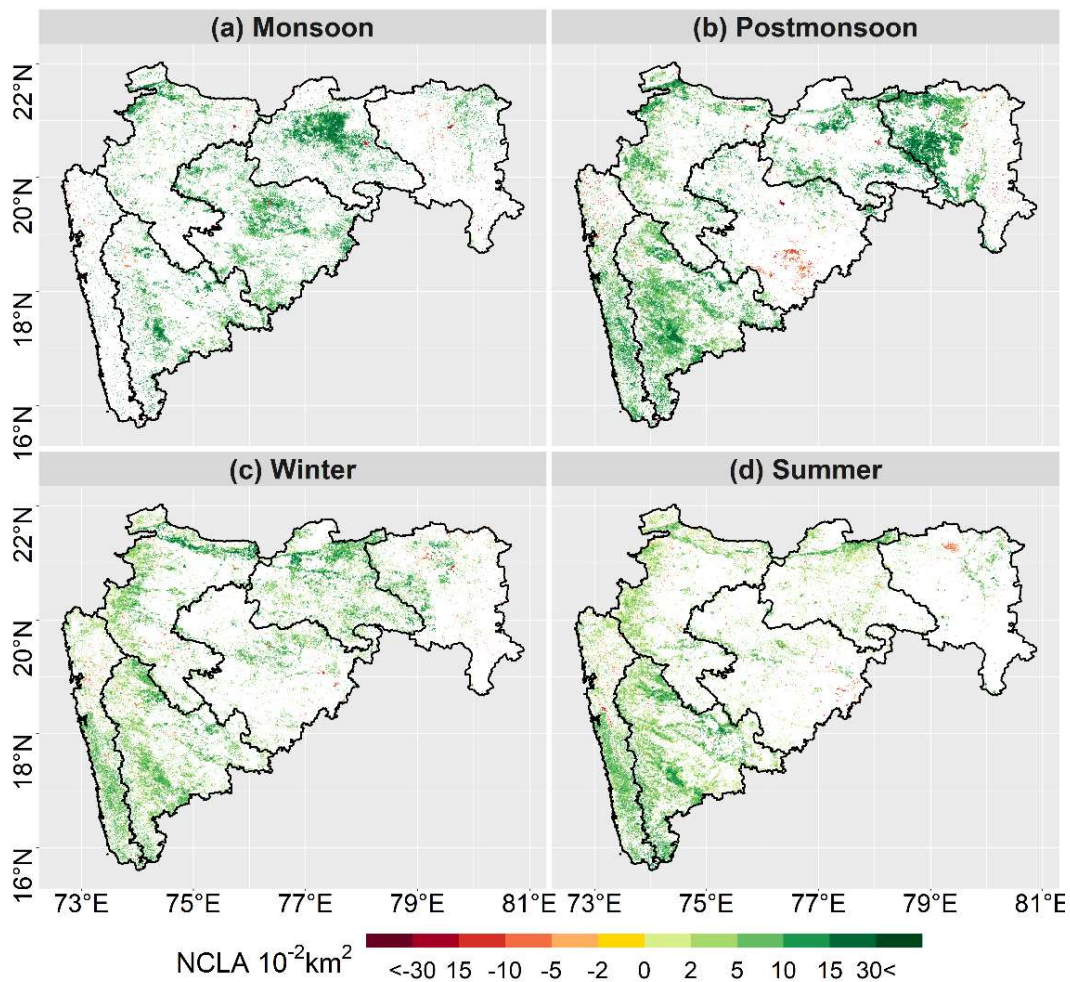 (a) Monsoon
(b) Postmonsoon
22°N
20°N
18°N
16°N
(c) Winter
(d) Summer
22°N
20°N
18°N
16°N
73°E 75°E 77°E 79°E 81°E 73°E 75°E 77°E 79°E 81°E
NCLA 10⁻²km²
<-30 15 -10 -5 -2 0 2 5 10 15 30<